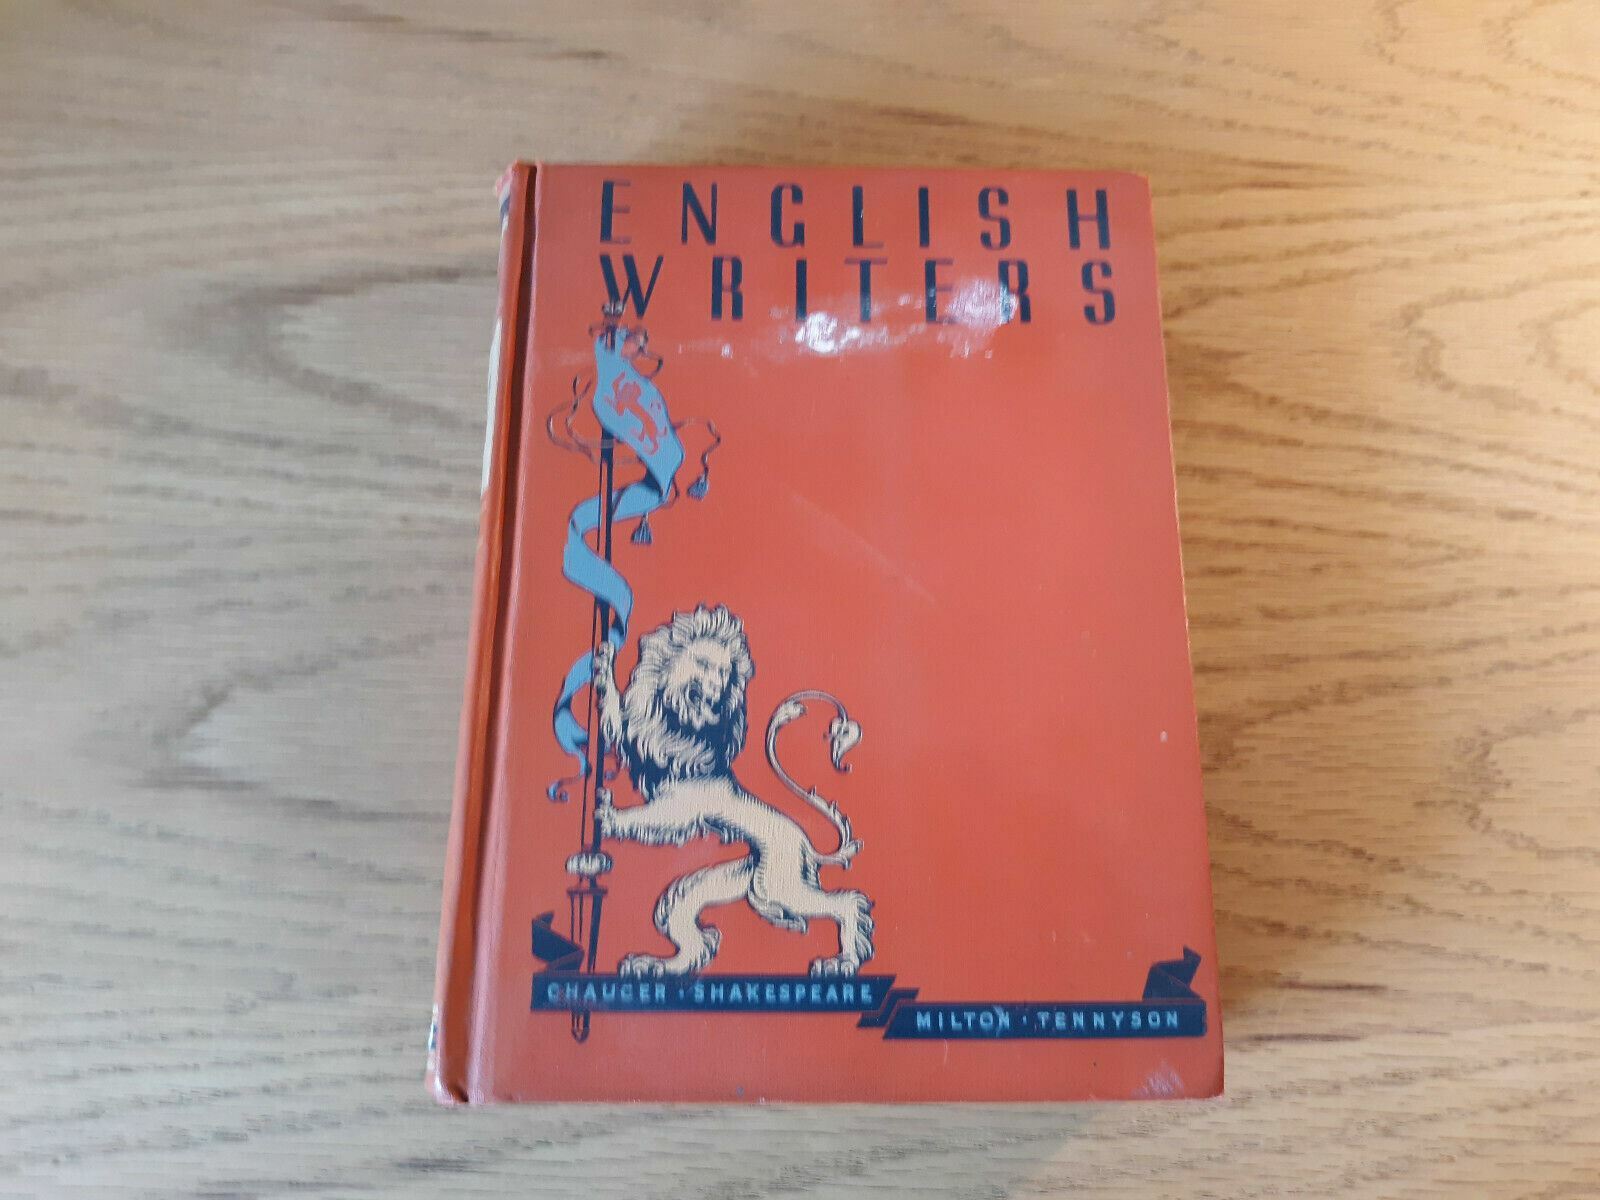 ENGLISH
WRITERS
CHAUCER · SHAKESPEARE
MILTON · TENNYSON